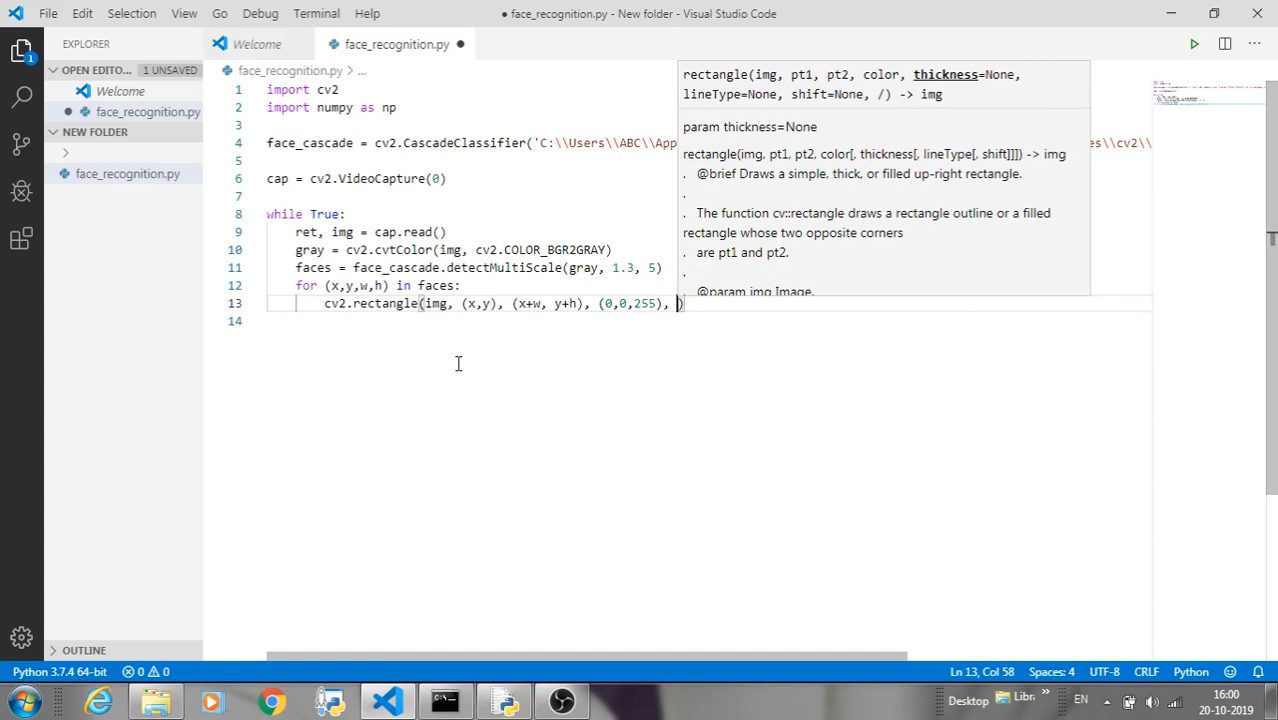 File Edit Selection View Go Debug Terminal Help
● face_recognition.py - New folder - Visual Studio Code
EXPLORER
OPEN EDITO... 1 UNSAVED
Welcome
face_recognition.py
NEW FOLDER
face_recognition.py
OUTLINE
1
Welcome
face_recognition.py ●
face_recognition.py > ...
1 import cv2
2 import numpy as np
3
4 face_cascade = cv2.CascadeClassifier('C:\\Users\\ABC\\App es\\cv2\\
5
6 cap = cv2.VideoCapture(0)
7
8 while True:
9 ret, img = cap.read()
10 gray = cv2.cvtColor(img, cv2.COLOR_BGR2GRAY)
11 faces = face_cascade.detectMultiScale(gray, 1.3, 5)
12 for (x,y,w,h) in faces:
13 cv2.rectangle(img, (x,y), (x+w, y+h), (0,0,255), )
14
rectangle(img, pt1, pt2, color, thickness=None,
lineType=None, shift=None, /) -> img
param thickness=None
rectangle(img, pt1, pt2, color[, thickness[, lineType[, shift]]]) -> img
. @brief Draws a simple, thick, or filled up-right rectangle.
.
. The function cv::rectangle draws a rectangle outline or a filled
rectangle whose two opposite corners
. are pt1 and pt2.
.
. @param img Image.
Python 3.7.4 64-bit 0 0
Ln 13, Col 58 Spaces: 4 UTF-8 CRLF Python
Desktop Libr » EN 16:00
20-10-2019